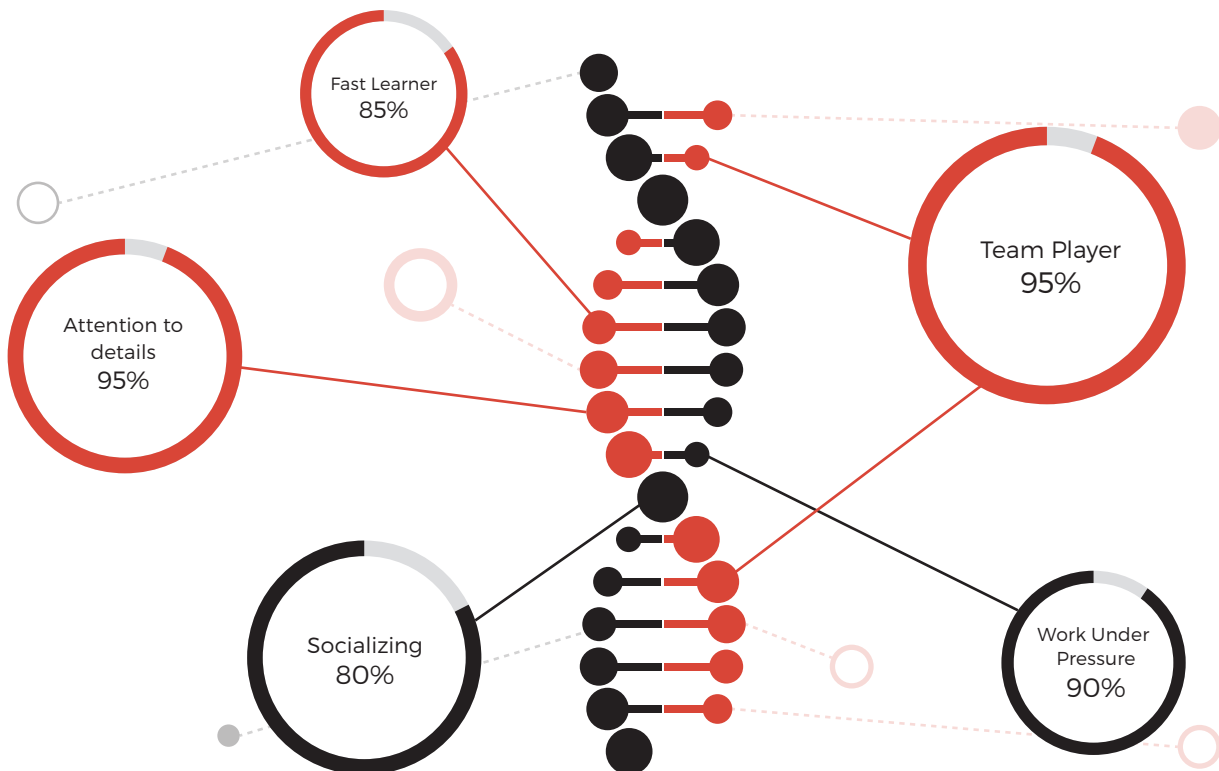 Fast Learner
85%
Team Player
95%
Attention to
details
95%
Socializing
80%
Work Under
Pressure
90%